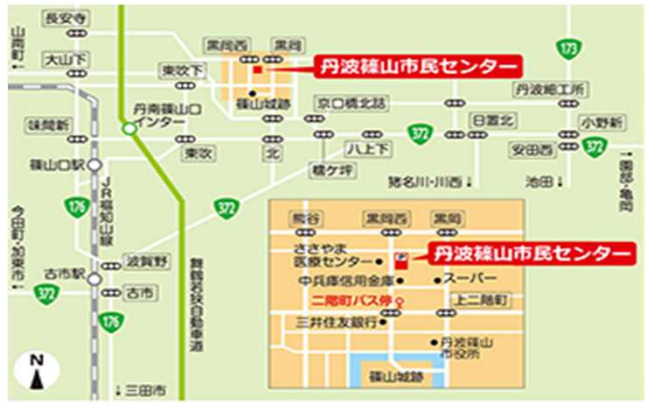 長安寺
山南町
大山下
黒岡西
黒岡
丹波篠山市民センター
173
東吹下
篠山城跡
丹南篠山口
インター
京口橋北詰
丹波細工所
味間新
東吹
北
糯ケ坪
八上下
372
日置北
小野新
安田西
372
園部・亀岡
篠山口駅
猪名川・川西
池田
JR福知山線
176
372
今田町・加東市
372
波賀野
古市駅
古市
176
舞鶴若狭自動車道
三田市
N
熊谷
黒岡西
黒岡
ささやま
医療センター
P
丹波篠山市民センター
中兵庫信用金庫
スーパー
二階町バス停
上二階町
三井住友銀行
丹波篠山
市役所
篠山城跡